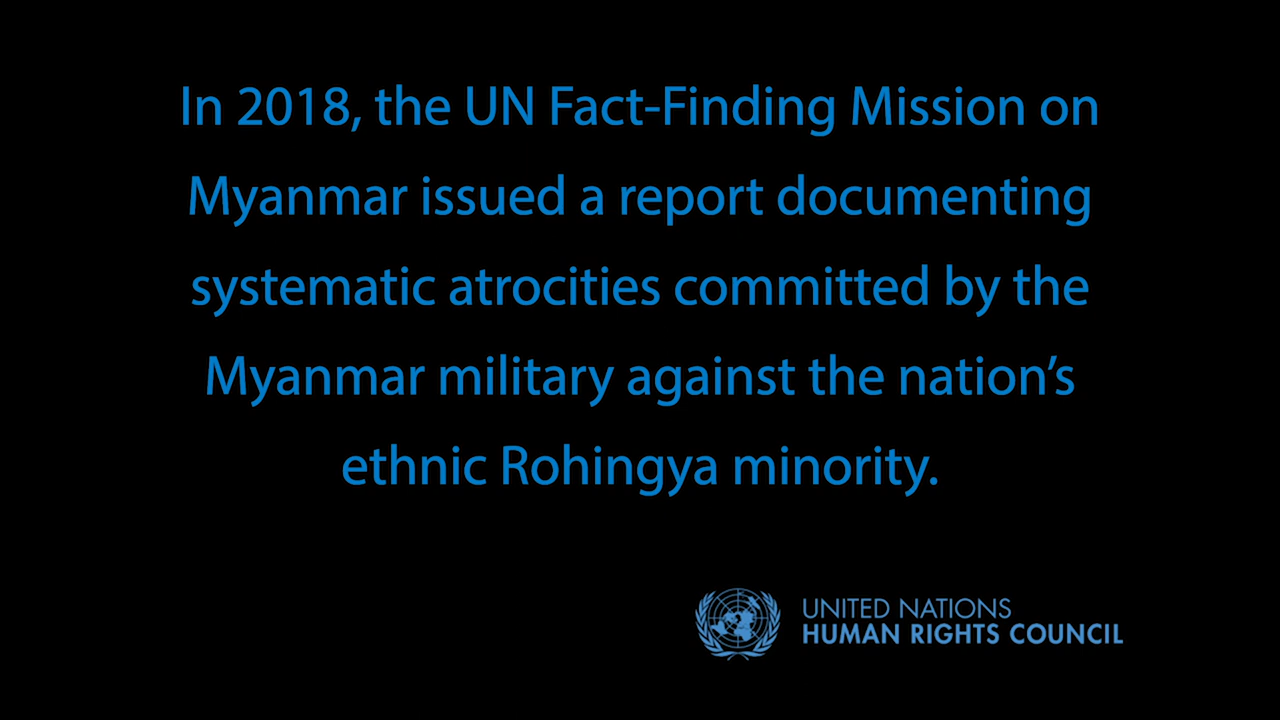 In 2018, the UN Fact-Finding Mission on
Myanmar issued a report documenting
systematic atrocities committed by the
Myanmar military against the nation’s
ethnic Rohingya minority.
UNITED NATIONS
HUMAN RIGHTS COUNCIL